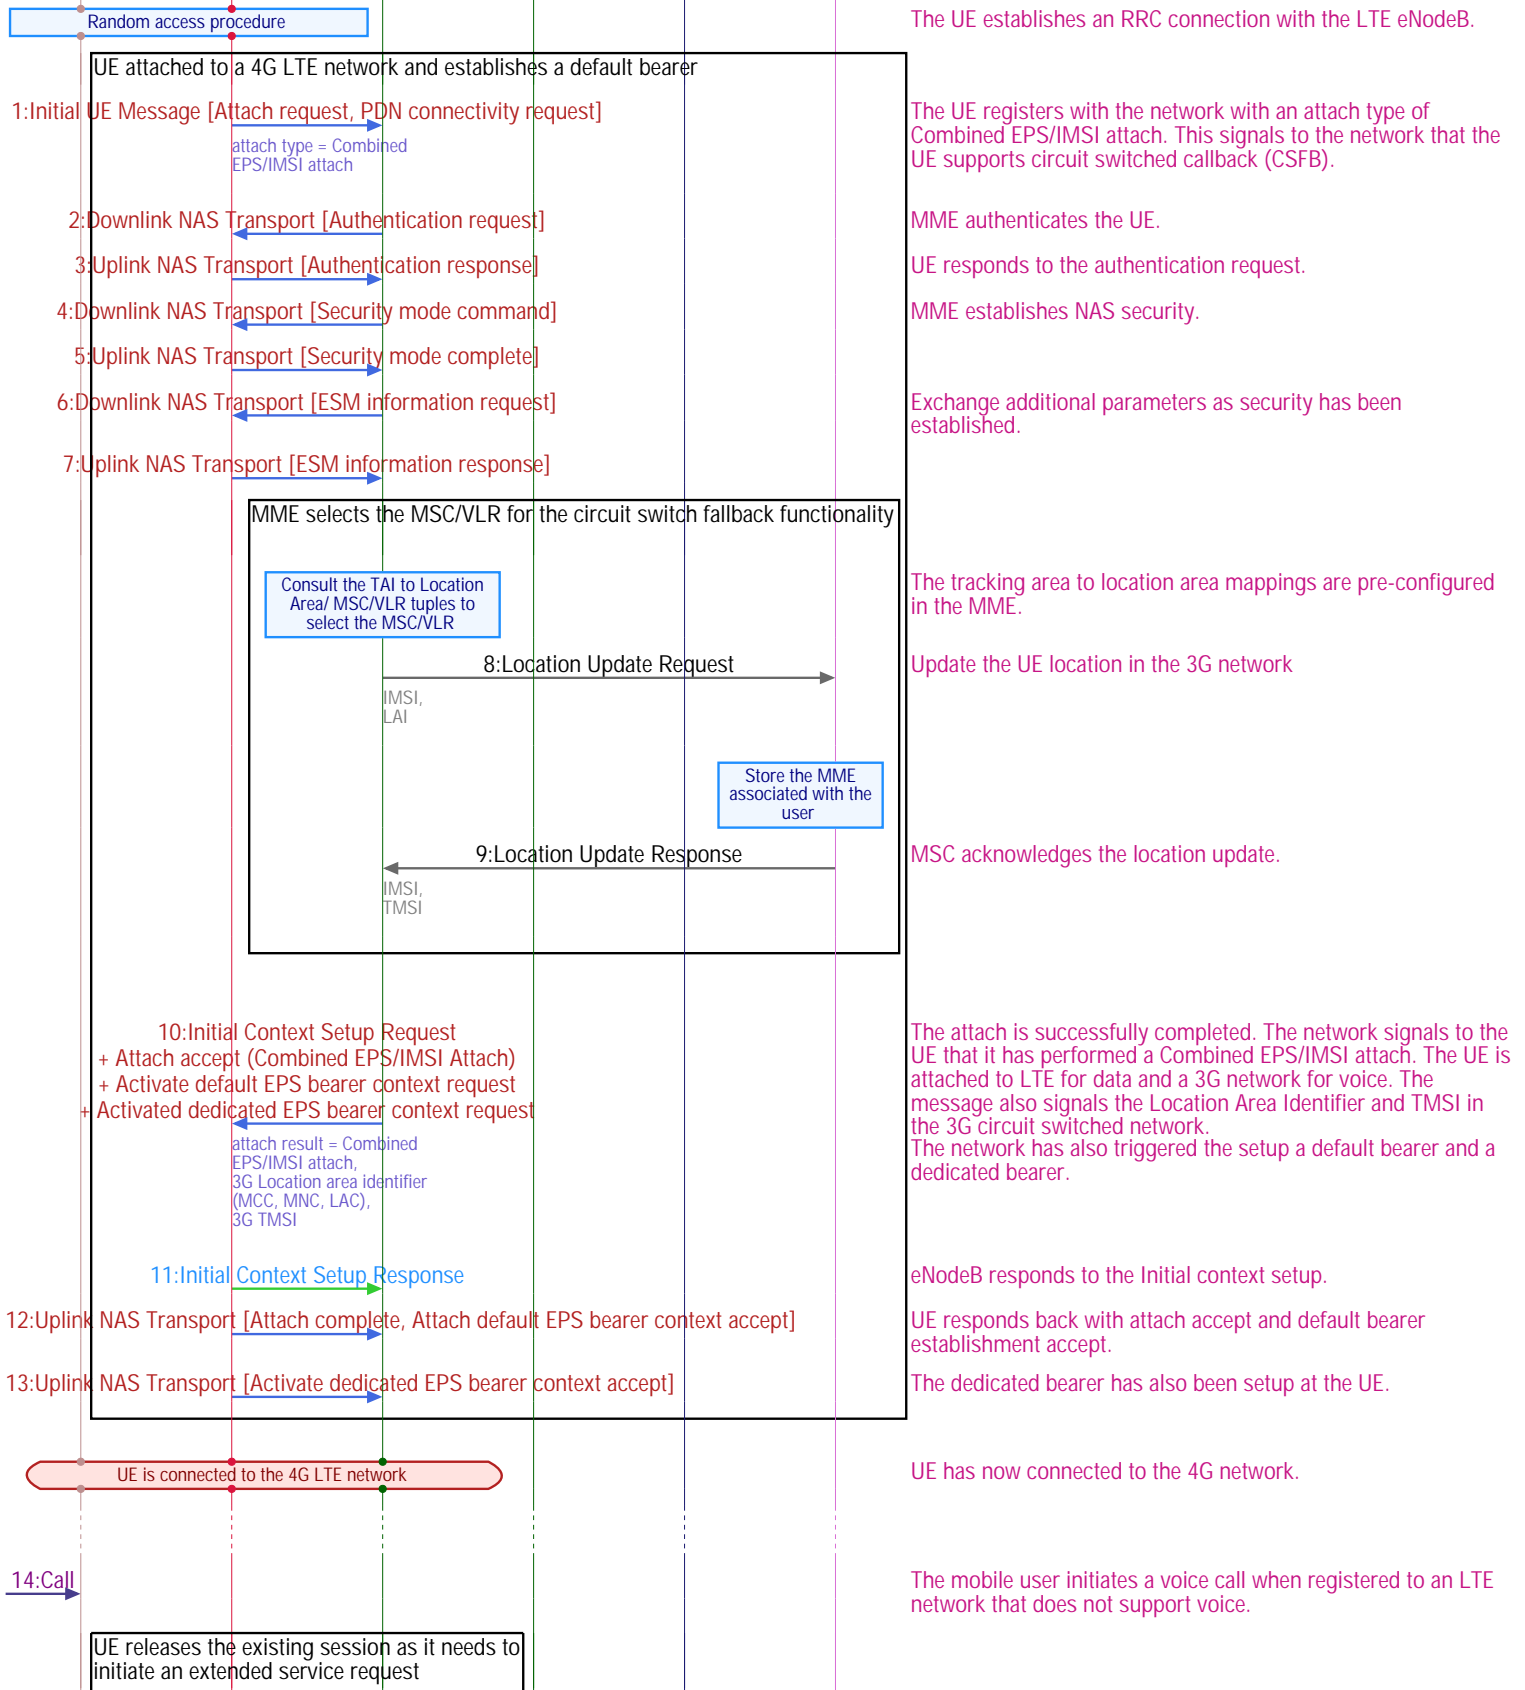 Random access procedure
The UE establishes an RRC connection with the LTE eNodeB.
UE attached to a 4G LTE network and establishes a default bearer
1:Initial UE Message [Attach request, PDN connectivity request]
attach type = Combined
EPS/IMSI attach
The UE registers with the network with an attach type of
Combined EPS/IMSI attach. This signals to the network that the
UE supports circuit switched callback (CSFB).
2:Downlink NAS Transport [Authentication request]
MME authenticates the UE.
3:Uplink NAS Transport [Authentication response]
UE responds to the authentication request.
4:Downlink NAS Transport [Security mode command]
MME establishes NAS security.
5:Uplink NAS Transport [Security mode complete]
6:Downlink NAS Transport [ESM information request]
Exchange additional parameters as security has been
established.
7:Uplink NAS Transport [ESM information response]
MME selects the MSC/VLR for the circuit switch fallback functionality
Consult the TAI to Location
Area/ MSC/VLR tuples to
select the MSC/VLR
The tracking area to location area mappings are pre-configured
in the MME.
8:Location Update Request
IMSI,
LAI
Update the UE location in the 3G network
Store the MME
associated with the
user
9:Location Update Response
IMSI,
TMSI
MSC acknowledges the location update.
10:Initial Context Setup Request
+ Attach accept (Combined EPS/IMSI Attach)
+ Activate default EPS bearer context request
+ Activated dedicated EPS bearer context request
attach result = Combined
EPS/IMSI attach,
3G Location area identifier
(MCC, MNC, LAC),
3G TMSI
The attach is successfully completed. The network signals to the
UE that it has performed a Combined EPS/IMSI attach. The UE is
attached to LTE for data and a 3G network for voice. The
message also signals the Location Area Identifier and TMSI in
the 3G circuit switched network.
The network has also triggered the setup a default bearer and a
dedicated bearer.
11:Initial Context Setup Response
eNodeB responds to the Initial context setup.
12:Uplink NAS Transport [Attach complete, Attach default EPS bearer context accept]
UE responds back with attach accept and default bearer
establishment accept.
13:Uplink NAS Transport [Activate dedicated EPS bearer context accept]
The dedicated bearer has also been setup at the UE.
UE is connected to the 4G LTE network
UE has now connected to the 4G network.
14:Call
The mobile user initiates a voice call when registered to an LTE
network that does not support voice.
UE releases the existing session as it needs to
initiate an extended service request